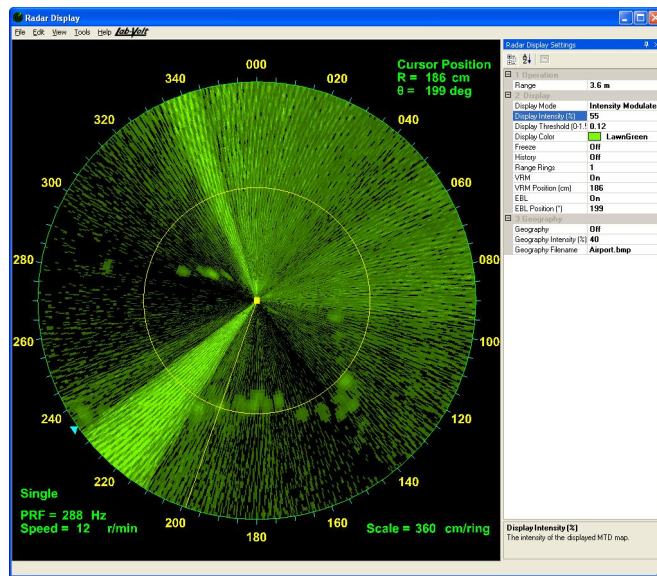 Radar Display
File Edit View Tools Help Lab-Volt
Radar Display Settings
1 Operation
Range 3.6 m
2 Display
Display Mode Intensity Modulate
Display Intensity (%) 55
Display Threshold (0-1.5 0.12
Display Color LawnGreen
Freeze Off
History Off
Range Rings 1
VRM On
VRM Position (cm) 186
EBL On
EBL Position (°) 199
3 Geography
Geography Off
Geography Intensity (%) 40
Geography Filename Airport.bmp
Cursor Position
R = 186 cm
θ = 199 deg
000
020
040
060
080
100
120
140
160
180
200
220
240
260
280
300
320
340
Single
PRF = 288 Hz
Speed = 12 r/min
Scale = 360 cm/ring
Display Intensity (%)
The intensity of the displayed MTD map.